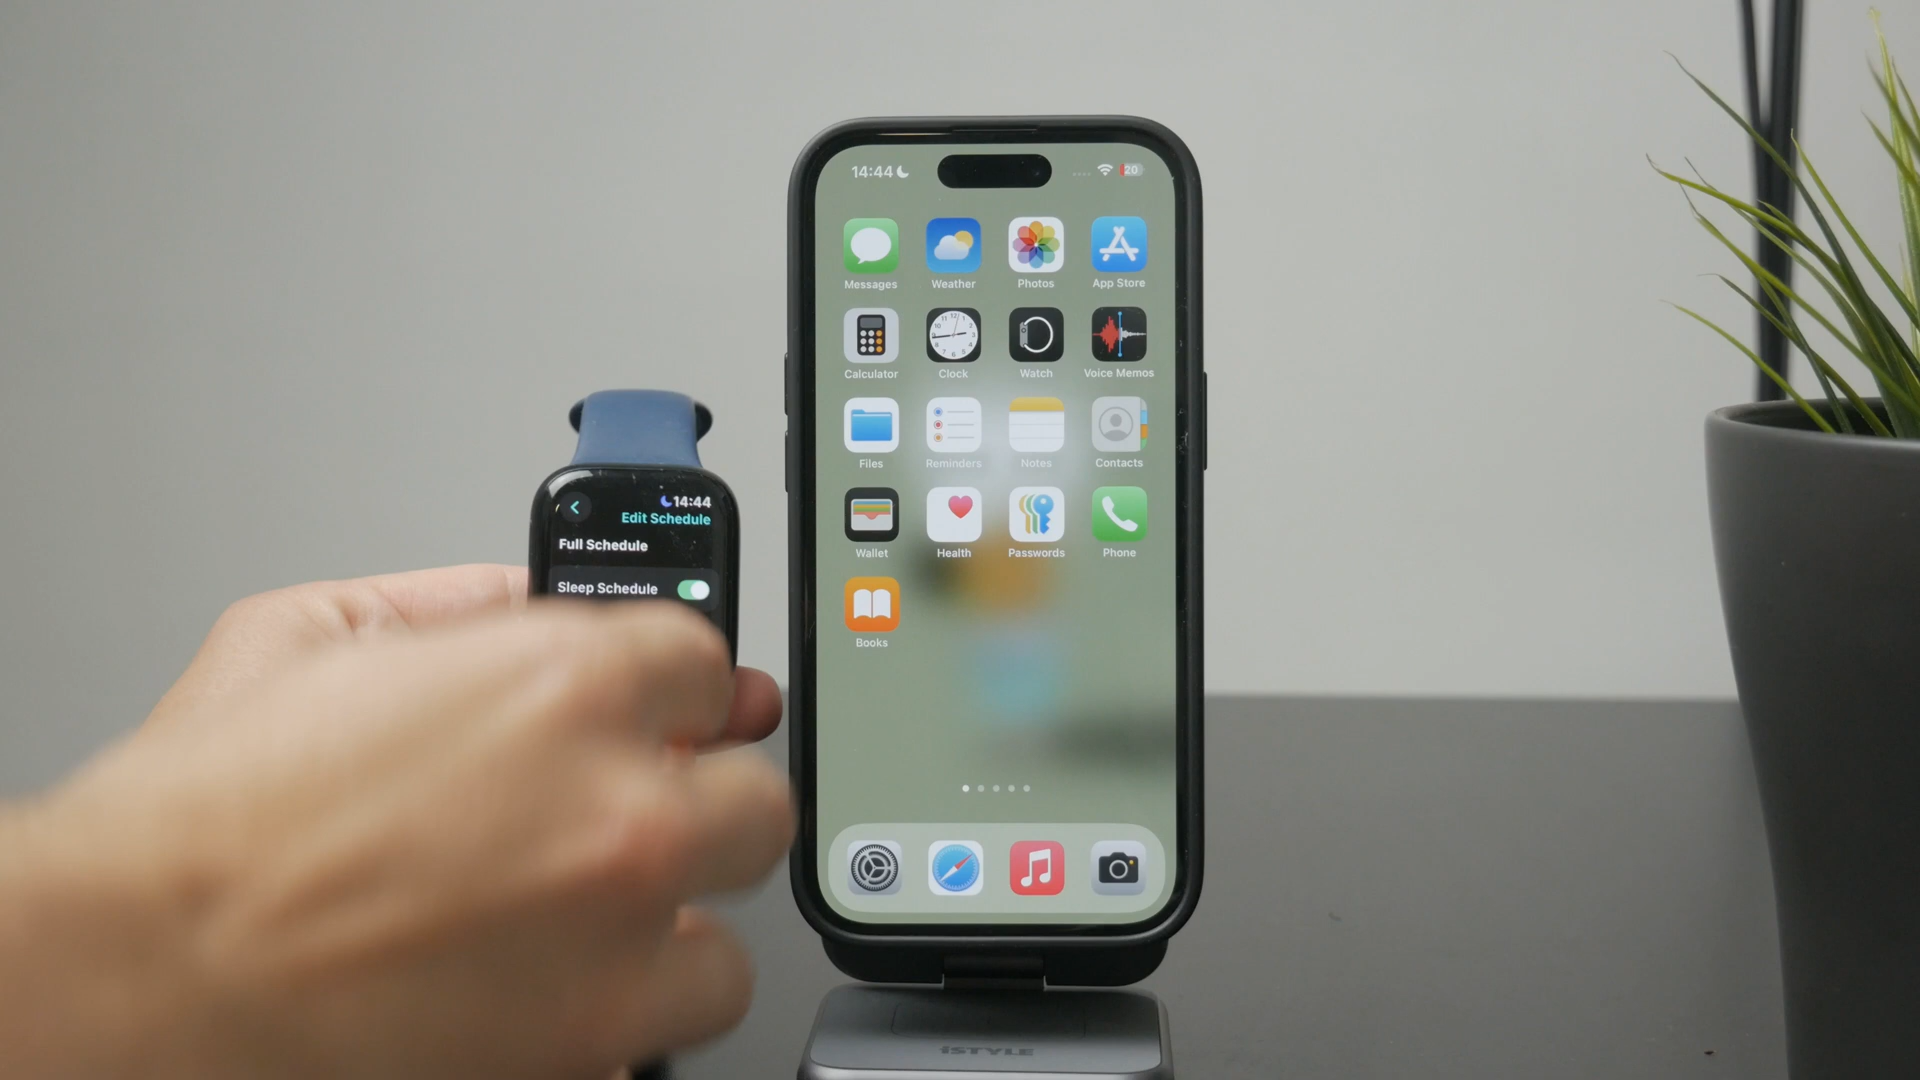 14:44
Edit Schedule
Full Schedule
Sleep Schedule
14:44
20
Messages Weather Photos App Store
Calculator Clock Watch Voice Memos
Files Reminders Notes Contacts
Wallet Health Passwords Phone
Books
iSTYLE